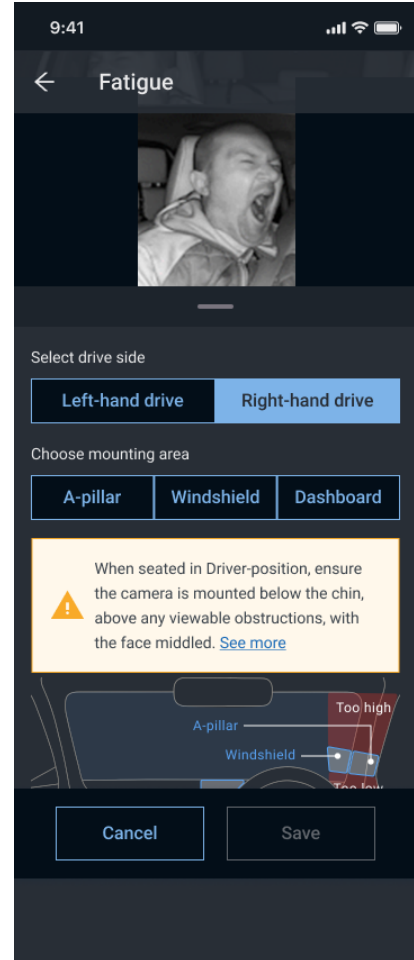 9:41
Fatigue
Select drive side
Left-hand drive
Right-hand drive
Choose mounting area
A-pillar
Windshield
Dashboard
When seated in Driver-position, ensure
the camera is mounted below the chin,
above any viewable obstructions, with
the face middled. See more
Too high
A-pillar
Windshield
Too low
Cancel
Save